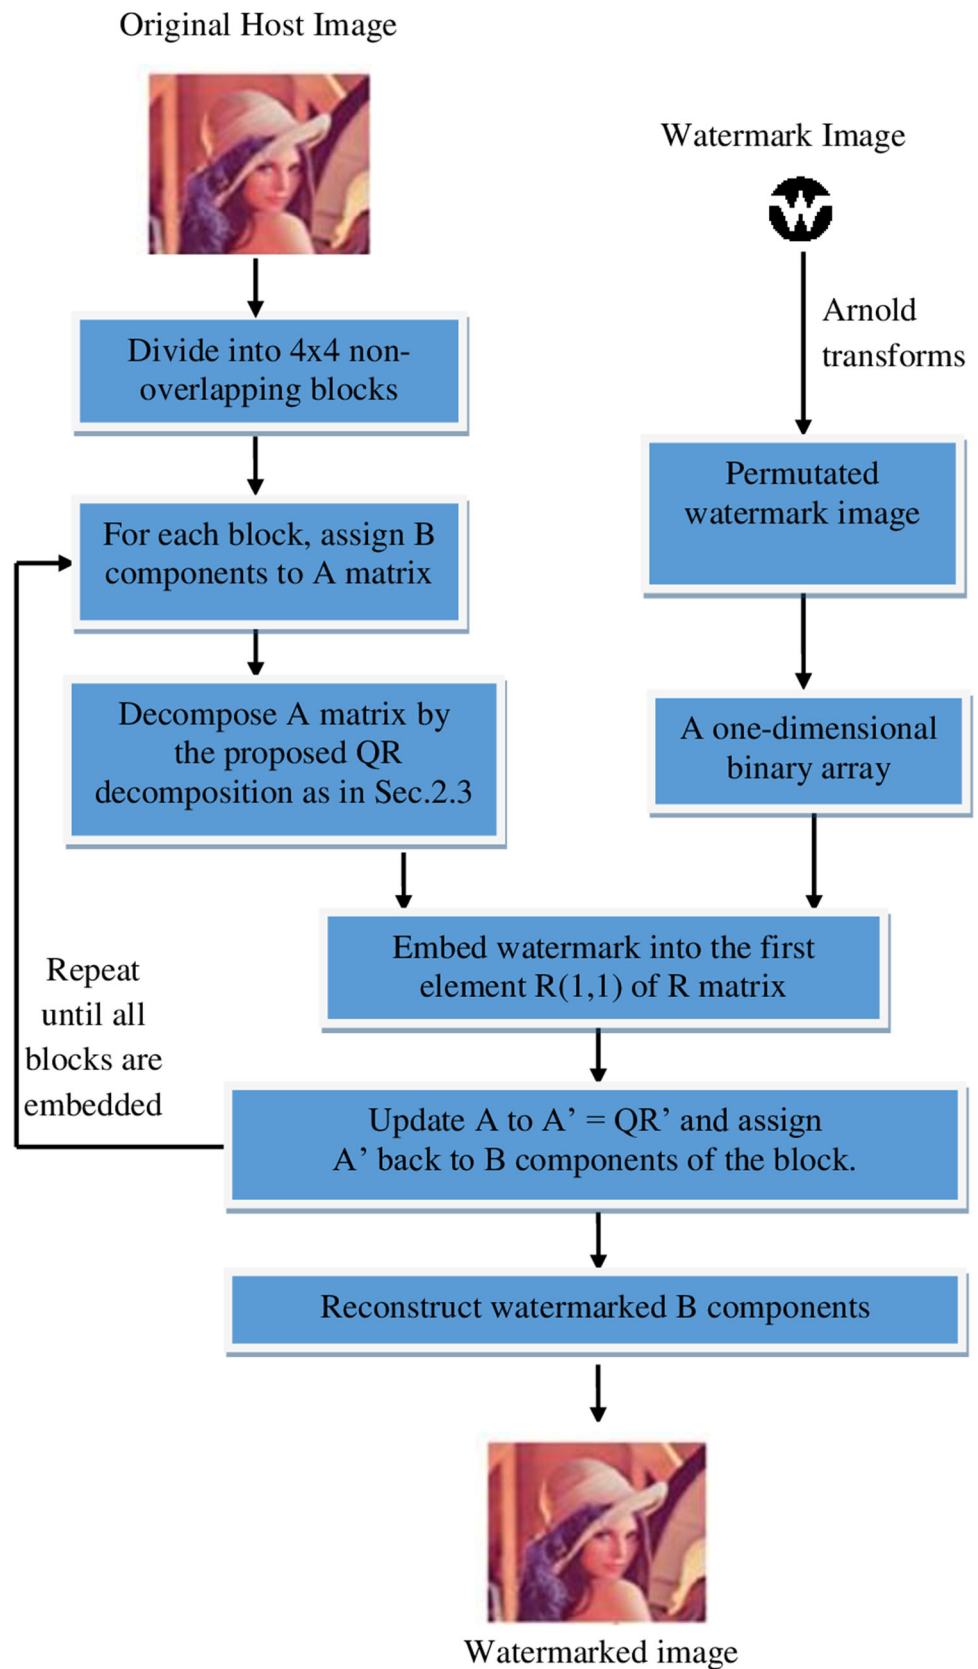 Original Host Image
Watermark Image
W
Arnold
transforms
Divide into 4x4 non-
overlapping blocks
For each block, assign B
components to A matrix
Permutated
watermark image
Decompose A matrix by
the proposed QR
decomposition as in Sec.2.3
A one-dimensional
binary array
Embed watermark into the first
element R(1,1) of R matrix
Repeat
until all
blocks are
embedded
Update A to A’ = QR’ and assign
A’ back to B components of the block.
Reconstruct watermarked B components
Watermarked image